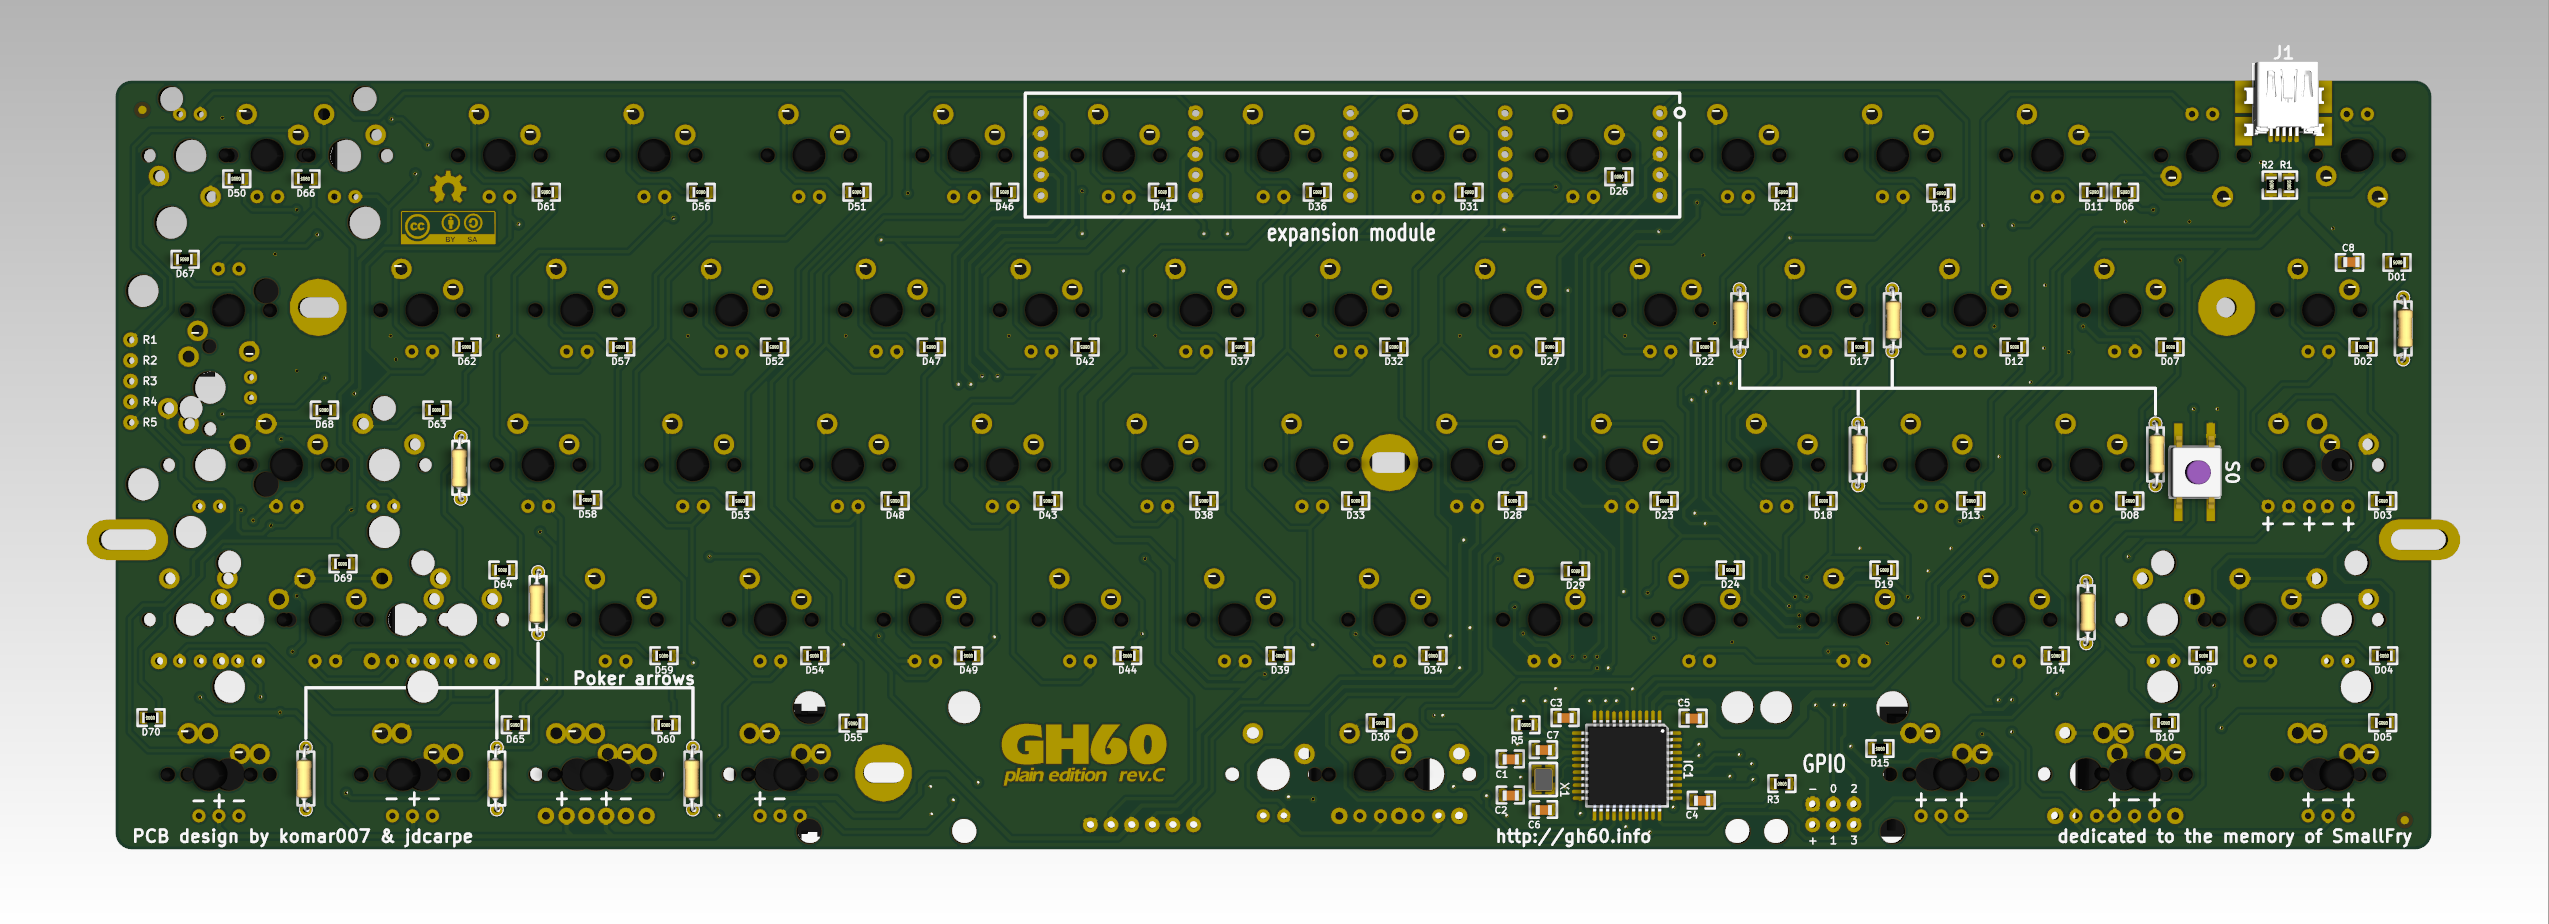 J1
D50 D66 D61 D56 D51 D46 D41 D36 D31 D26 D21 D16 D11 D06 R2 R1
cc BY SA
expansion module
D67 C8 D01
R1
R2
R3
R4
R5
D62 D57 D52 D47 D42 D37 D32 D27 D22 D17 D12 D07 D02
D68 D63
S0
D58 D53 D48 D43 D38 D33 D28 D23 D18 D13 D08 D03
+ - + - +
D69 D64 D29 D24 D19
D59 D54 D49 D44 D39 D34 D14 D09 D04
Poker arrows
D70 D65 D60 D55 D30 D10 D05
GH60
plain edition rev.C
C3 C5 R5 C7 C1 X1 IC1 C2 C6 C4
D15
GPIO
R3
- 0 2
+ 1 3
- + -
- + -
+ - + -
+ -
+ - +
+ - +
+ - +
PCB design by komar007 & jdcarpe
http://gh60.info
dedicated to the memory of SmallFry